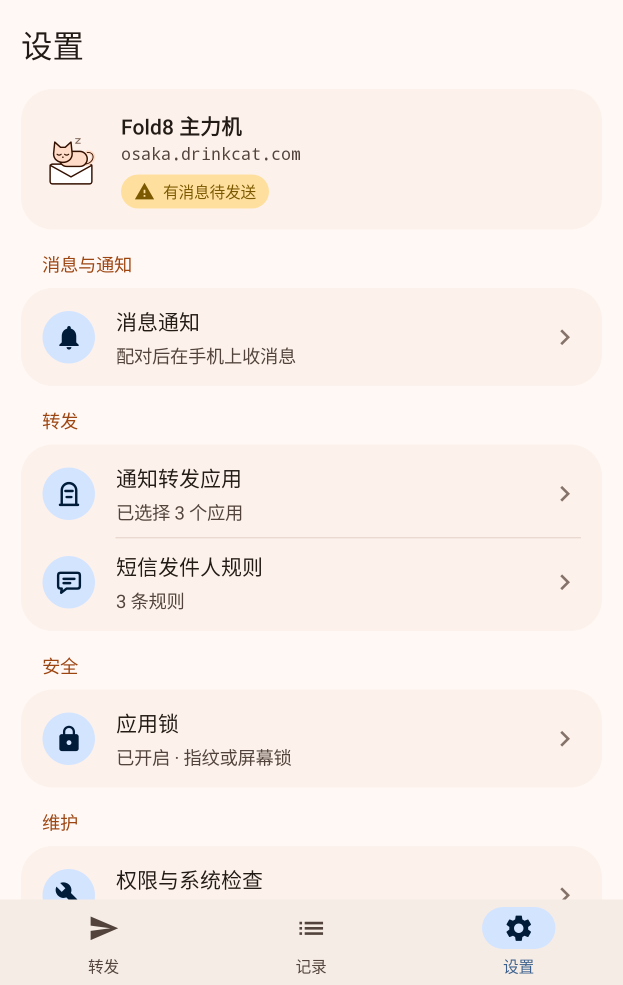 设置
z
Fold8 主力机
osaka.drinkcat.com
有消息待发送
消息与通知
消息通知
配对后在手机上收消息
转发
通知转发应用
已选择 3 个应用
短信发件人规则
3 条规则
安全
应用锁
已开启 · 指纹或屏幕锁
维护
权限与系统检查
转发
记录
设置